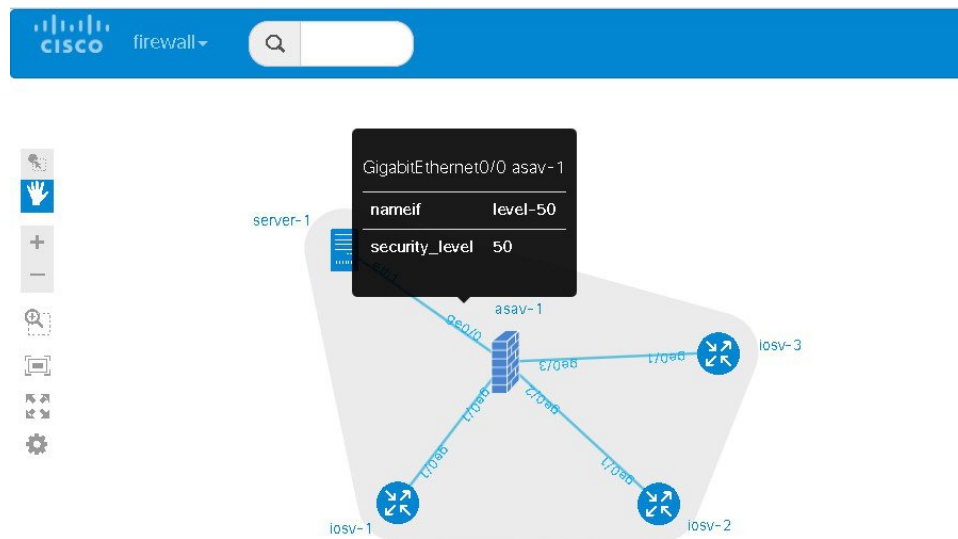 CISCO
firewall
GigabitEthernet0/0 asav-1
nameif level-50
security_level 50
server-1
asav-1
ge0/0
ge0/3
ge0/1
iosv-3
ge0/1
ge0/2
ge0/1
ge0/1
iosv-1
iosv-2